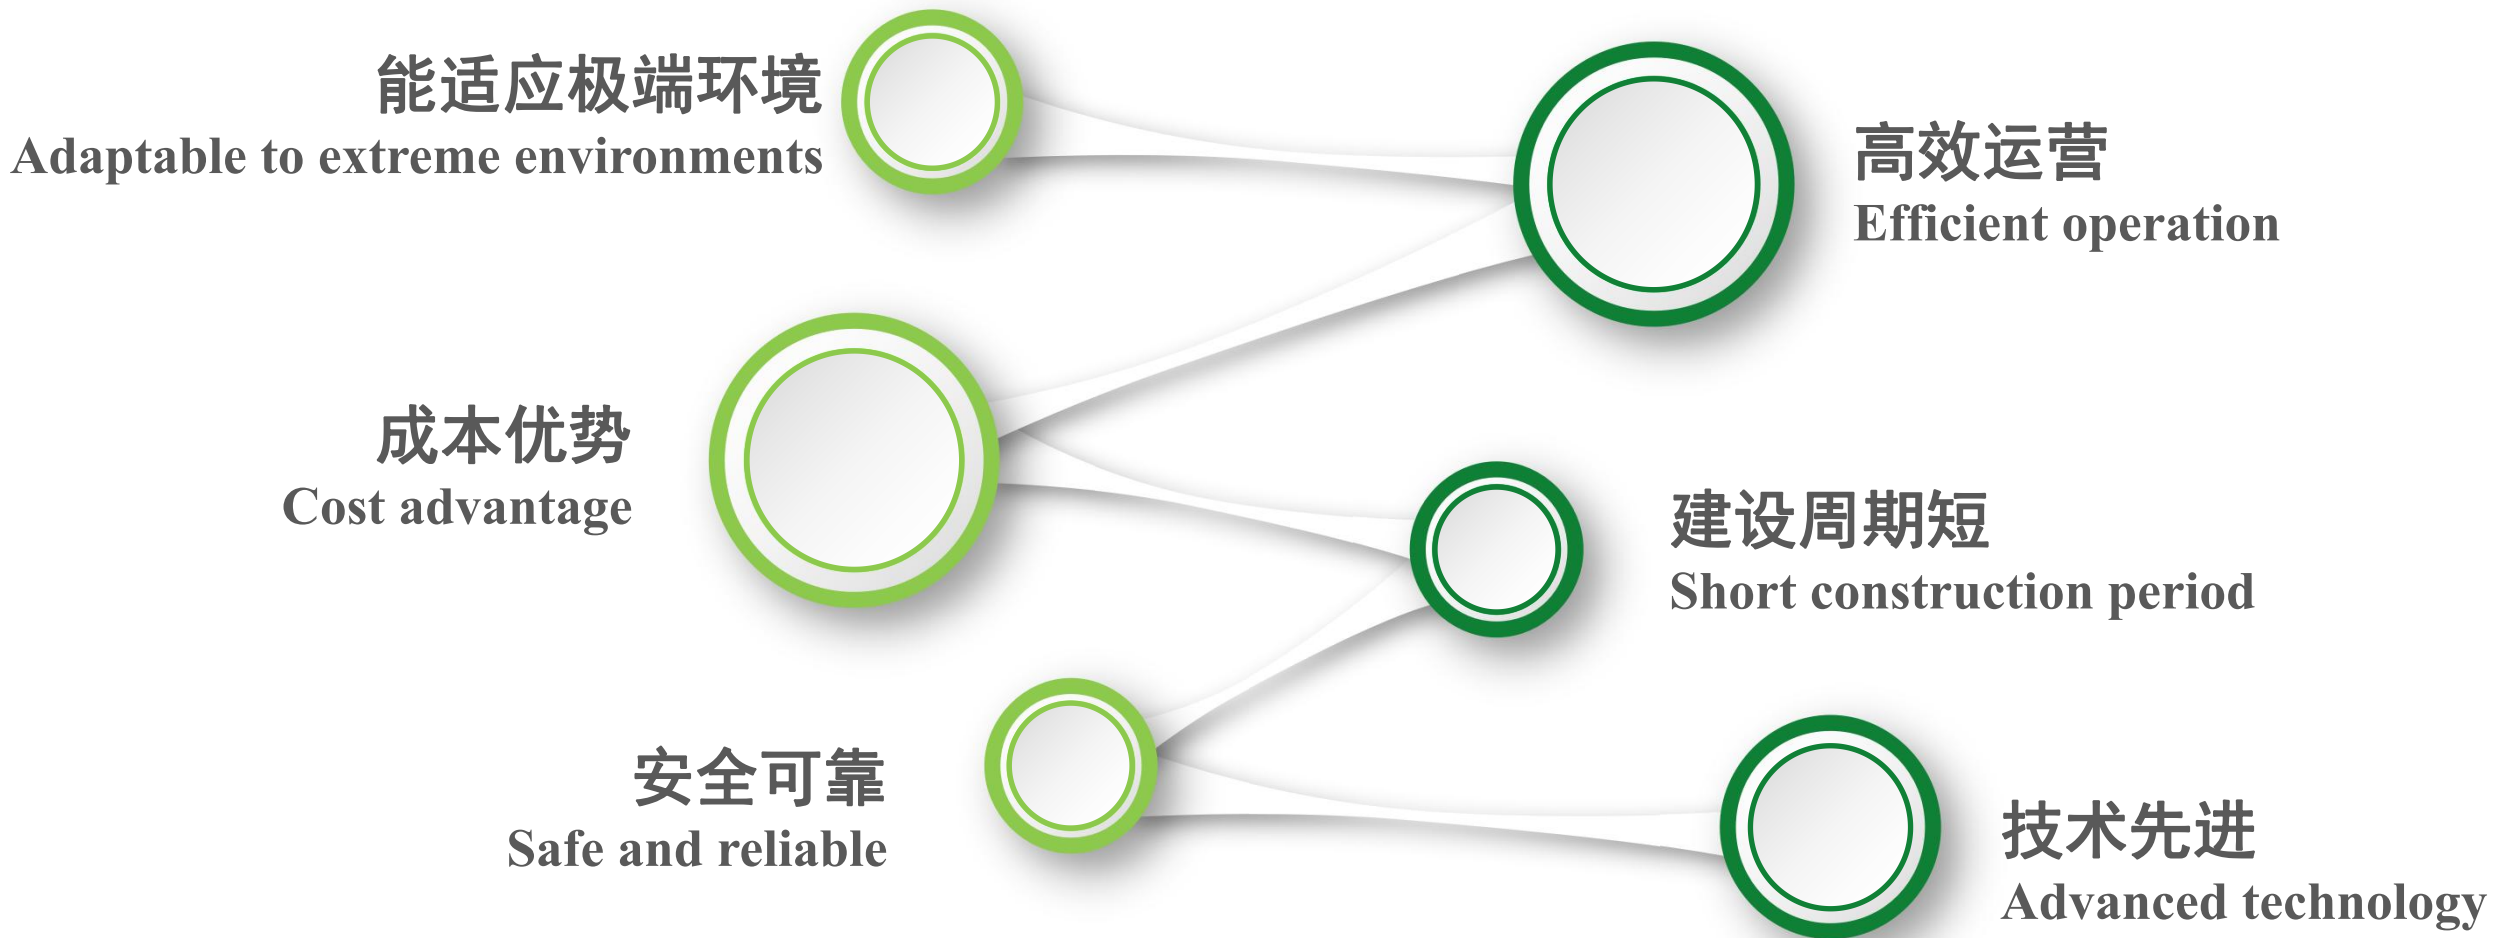 能适应极端环境
Adaptable to extreme environments
高效运营
Efficient operation
成本优势
Cost advantage
建设周期短
Short construction period
安全可靠
Safe and reliable
技术先进
Advanced technology